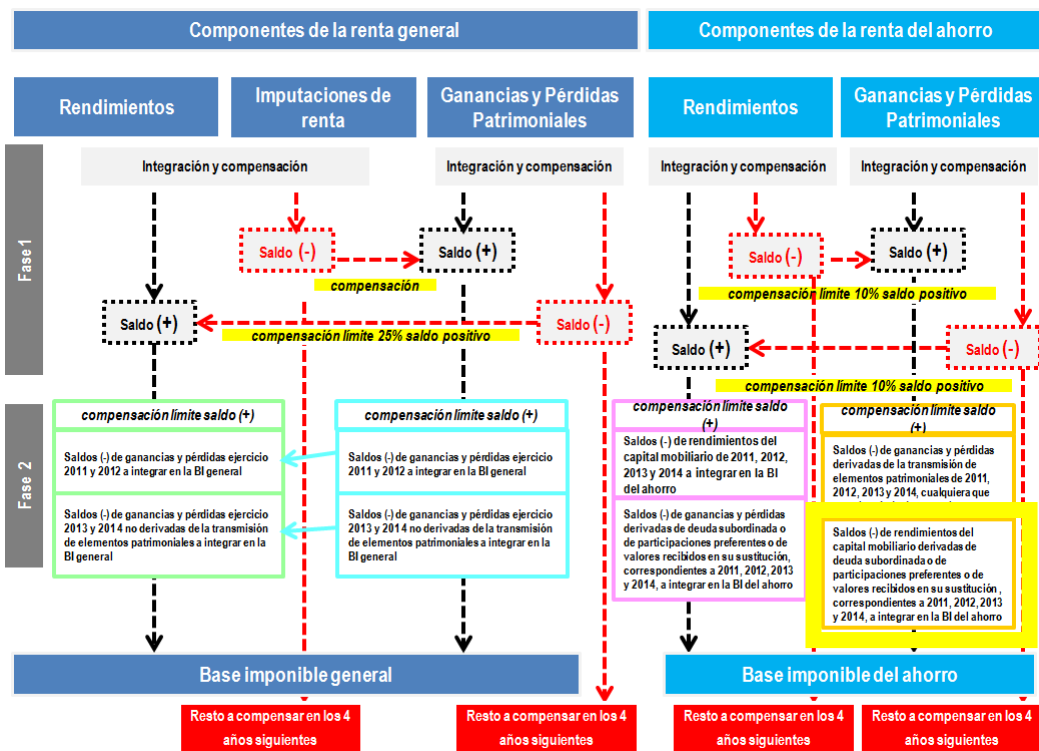 Componentes de la renta general
Componentes de la renta del ahorro
Rendimientos
Imputaciones de
renta
Ganancias y Pérdidas
Patrimoniales
Rendimientos
Ganancias y Pérdidas
Patrimoniales
Fase 1
Integración y compensación
Integración y compensación
Integración y compensación
Integración y compensación
Saldo (-)
Saldo (+)
Saldo (-)
Saldo (+)
compensación
compensación límite 10% saldo positivo
Saldo (+)
compensación límite 25% saldo positivo
Saldo (-)
Saldo (+)
Saldo (-)
compensación límite 10% saldo positivo
Fase 2
compensación límite saldo (+)
Saldos (-) de ganancias y pérdidas ejercicio
2011 y 2012 a integrar en la BI general
Saldos (-) de ganancias y pérdidas ejercicio
2013 y 2014 no derivadas de la transmisión
de elementos patrimoniales a integrar en la
BI general
compensación límite saldo (+)
Saldos (-) de ganancias y pérdidas ejercicio
2011 y 2012 a integrar en la BI general
Saldos (-) de ganancias y pérdidas ejercicio
2013 y 2014 no derivadas de la transmisión
de elementos patrimoniales a integrar en la
BI general
compensación límite saldo
(+)
Saldos (-) de rendimientos del
capital mobiliario de 2011, 2012,
2013 y 2014 a integrar en la BI
del ahorro
Saldos (-) de ganancias y pérdidas
derivadas de deuda subordinada o
de participaciones preferentes o de
valores recibidos en su sustitución,
correspondientes a 2011, 2012, 2013
y 2014, a integrar en la BI del ahorro
compensación límite saldo
(+)
Saldos (-) de ganancias y pérdidas
derivadas de la transmisión de
elementos patrimoniales de 2011,
2012, 2013 y 2014, cualquiera que
Saldos (-) de rendimientos del
capital mobiliario derivadas de
deuda subordinada o de
participaciones preferentes o de
valores recibidos en su sustitución ,
correspondientes a 2011, 2012, 2013
y 2014, a integrar en la BI del ahorro
Base imponible general
Base imponible del ahorro
Resto a compensar en los 4
años siguientes
Resto a compensar en los 4
años siguientes
Resto a compensar en los 4
años siguientes
Resto a compensar en los 4
años siguientes